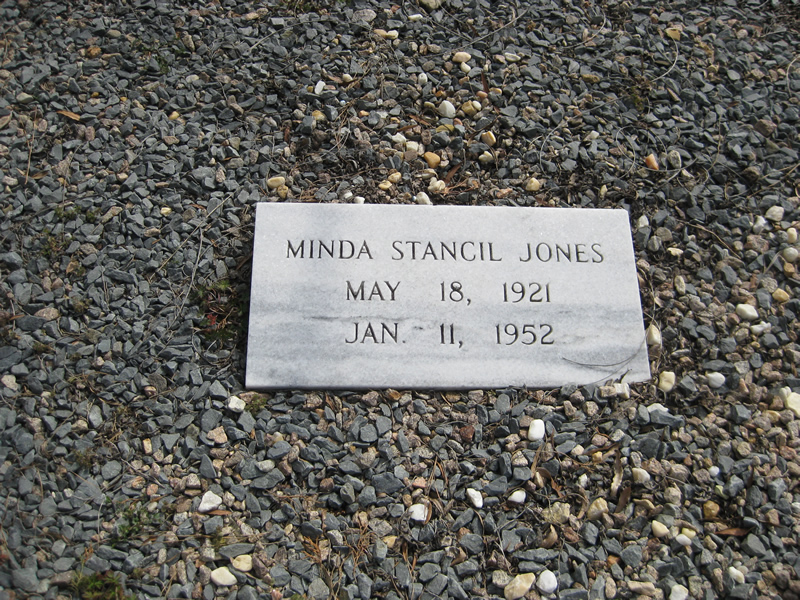 MINDA STANCIL JONES
MAY 18, 1921
JAN. 11, 1952